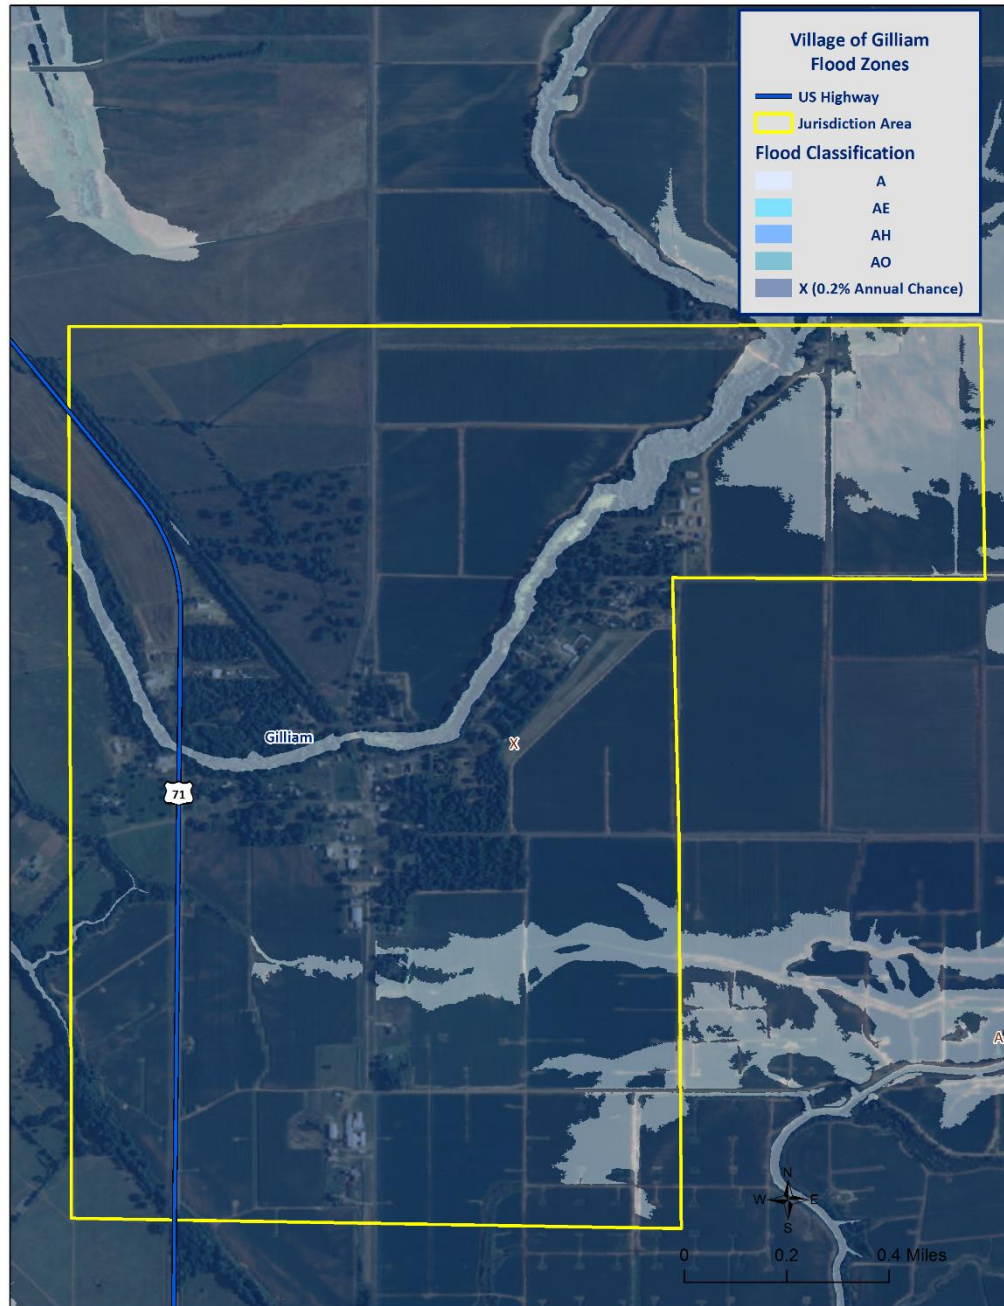 Village of Gilliam
Flood Zones
US Highway
Jurisdiction Area
Flood Classification
A
AE
AH
AO
X (0.2% Annual Chance)
Gilliam
X
71
A
N
W E
S
0 0.2 0.4 Miles